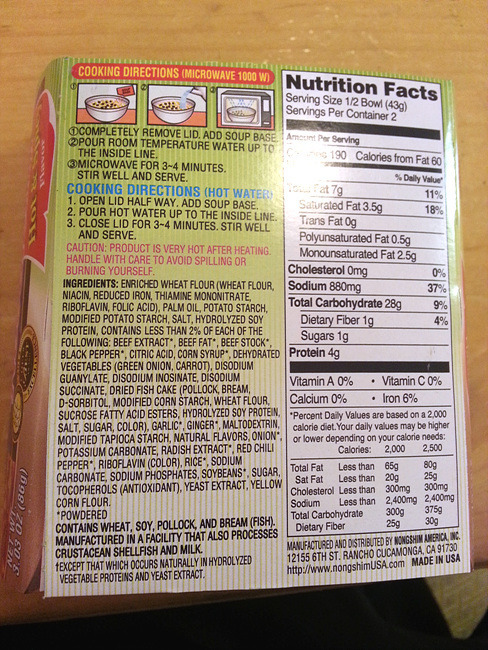 COOKING DIRECTIONS (MICROWAVE 1000 W)
①COMPLETELY REMOVE LID. ADD SOUP BASE.
②POUR ROOM TEMPERATURE WATER UP TO
THE INSIDE LINE.
③MICROWAVE FOR 3~4 MINUTES.
STIR WELL AND SERVE.
COOKING DIRECTIONS (HOT WATER)
1. OPEN LID HALF WAY. ADD SOUP BASE.
2. POUR HOT WATER UP TO THE INSIDE LINE.
3. CLOSE LID FOR 3~4 MINUTES. STIR WELL
AND SERVE.
CAUTION: PRODUCT IS VERY HOT AFTER HEATING.
HANDLE WITH CARE TO AVOID SPILLING OR
BURNING YOURSELF.
INGREDIENTS: ENRICHED WHEAT FLOUR (WHEAT FLOUR,
NIACIN, REDUCED IRON, THIAMINE MONONITRATE,
RIBOFLAVIN, FOLIC ACID), PALM OIL, POTATO STARCH,
MODIFIED POTATO STARCH, SALT, HYDROLYZED SOY
PROTEIN, CONTAINS LESS THAN 2% OF EACH OF THE
FOLLOWING: BEEF EXTRACT*, BEEF FAT*, BEEF STOCK*,
BLACK PEPPER*, CITRIC ACID, CORN SYRUP*, DEHYDRATED
VEGETABLES (GREEN ONION, CARROT), DISODIUM
GUANYLATE, DISODIUM INOSINATE, DISODIUM
SUCCINATE, DRIED FISH CAKE (POLLOCK, BREAM,
D-SORBITOL, MODIFIED CORN STARCH, WHEAT FLOUR,
SUCROSE FATTY ACID ESTERS, HYDROLYZED SOY PROTEIN,
SALT, SUGAR, COLOR), GARLIC*, GINGER*, MALTODEXTRIN,
MODIFIED TAPIOCA STARCH, NATURAL FLAVORS, ONION*,
POTASSIUM CARBONATE, RADISH EXTRACT*, RED CHILI
PEPPER*, RIBOFLAVIN (COLOR), RICE*, SODIUM
CARBONATE, SODIUM PHOSPHATES, SOYBEANS*, SUGAR,
TOCOPHEROLS (ANTIOXIDANT), YEAST EXTRACT, YELLOW
CORN FLOUR.
*POWDERED
CONTAINS WHEAT, SOY, POLLOCK, AND BREAM (FISH).
MANUFACTURED IN A FACILITY THAT ALSO PROCESSES
CRUSTACEAN SHELLFISH AND MILK.
†EXCEPT THAT WHICH OCCURS NATURALLY IN HYDROLYZED
VEGETABLE PROTEINS AND YEAST EXTRACT.
Nutrition Facts
Serving Size 1/2 Bowl (43g)
Servings Per Container 2
Amount Per Serving
190 Calories from Fat 60
% Daily Value*
Total Fat 7g 11%
Saturated Fat 3.5g 18%
Trans Fat 0g
Polyunsaturated Fat 0.5g
Monounsaturated Fat 2.5g
Cholesterol 0mg 0%
Sodium 880mg 37%
Total Carbohydrate 28g 9%
Dietary Fiber 1g 4%
Sugars 1g
Protein 4g
Vitamin A 0% • Vitamin C 0%
Calcium 0% • Iron 6%
*Percent Daily Values are based on a 2,000
calorie diet.Your daily values may be higher
or lower depending on your calorie needs:
Calories: 2,000 2,500
Total Fat Less than 65g 80g
Sat Fat Less than 20g 25g
Cholesterol Less than 300mg 300mg
Sodium Less than 2,400mg 2,400mg
Total Carbohydrate 300g 375g
Dietary Fiber 25g 30g
MANUFACTURED AND DISTRIBUTED BY NONGSHIM AMERICA, INC.
12155 6TH ST. RANCHO CUCAMONGA, CA 91730
http://www.nongshimUSA.com MADE IN USA
NET WT. 3.03 OZ (86g)